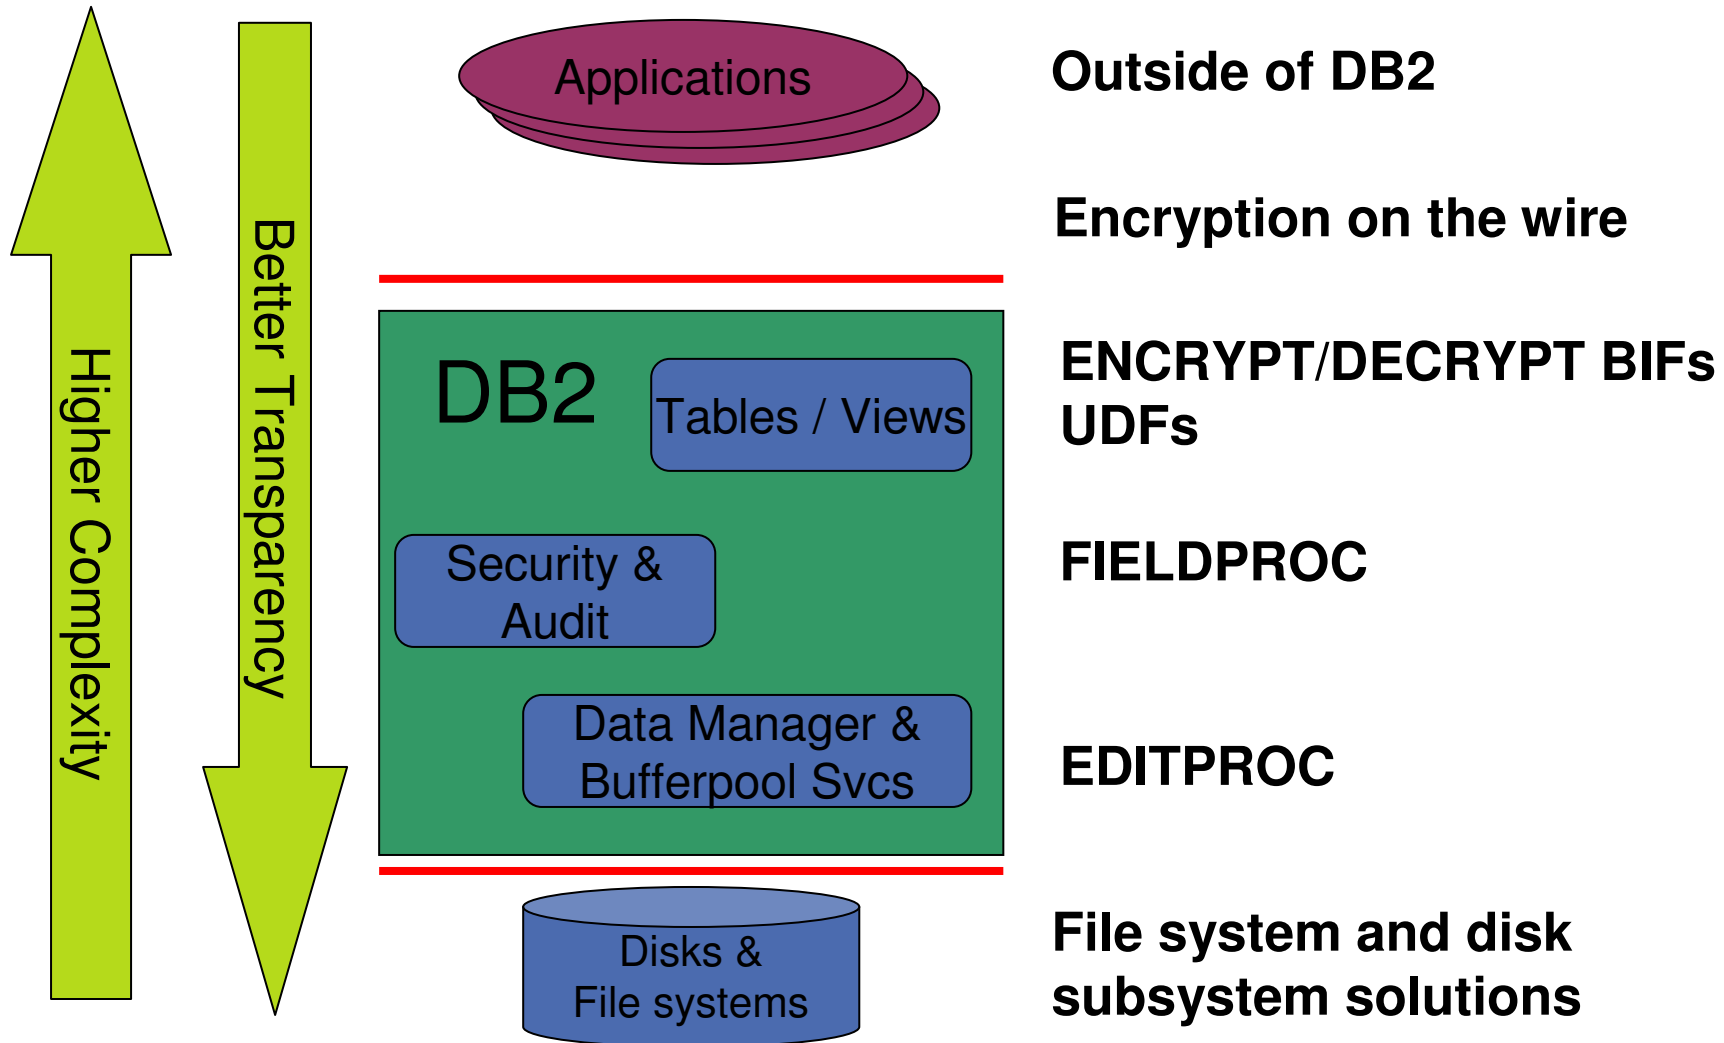 Higher Complexity
Better Transparency
Applications
Outside of DB2
Encryption on the wire
DB2
Tables / Views
ENCRYPT/DECRYPT BIFs
UDFs
Security &
Audit
FIELDPROC
Data Manager &
Bufferpool Svcs
EDITPROC
Disks &
File systems
File system and disk
subsystem solutions